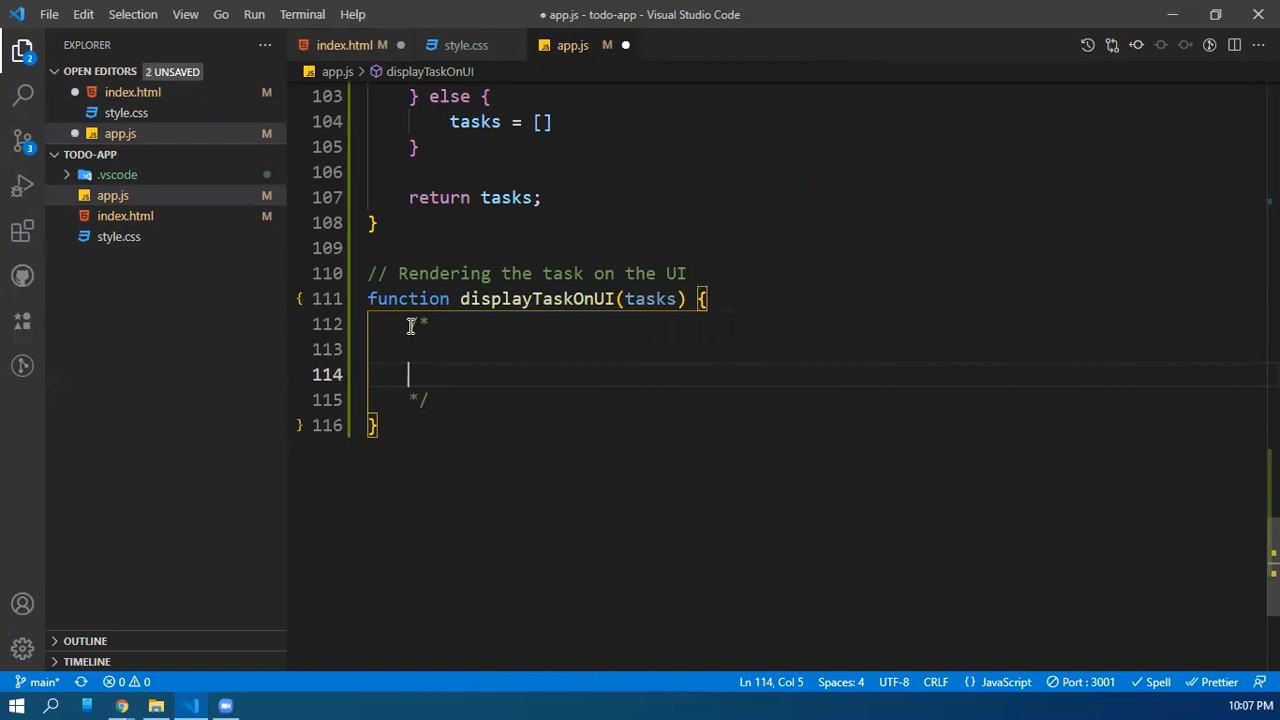 File Edit Selection View Go Run Terminal Help
● app.js - todo-app - Visual Studio Code
EXPLORER
index.html M
style.css
app.js M
OPEN EDITORS 2 UNSAVED
index.html M
style.css
app.js M
TODO-APP
.vscode
app.js M
index.html M
style.css
OUTLINE
TIMELINE
2
3
app.js > displayTaskOnUI
103 } else {
104 tasks = []
105 }
106
107 return tasks;
108 }
109
110 // Rendering the task on the UI
111 function displayTaskOnUI(tasks) {
112 /*
113
114
115 */
116 }
main* 0 0 Ln 114, Col 5 Spaces: 4 UTF-8 CRLF {} JavaScript Port : 3001 Spell Prettier
10:07 PM